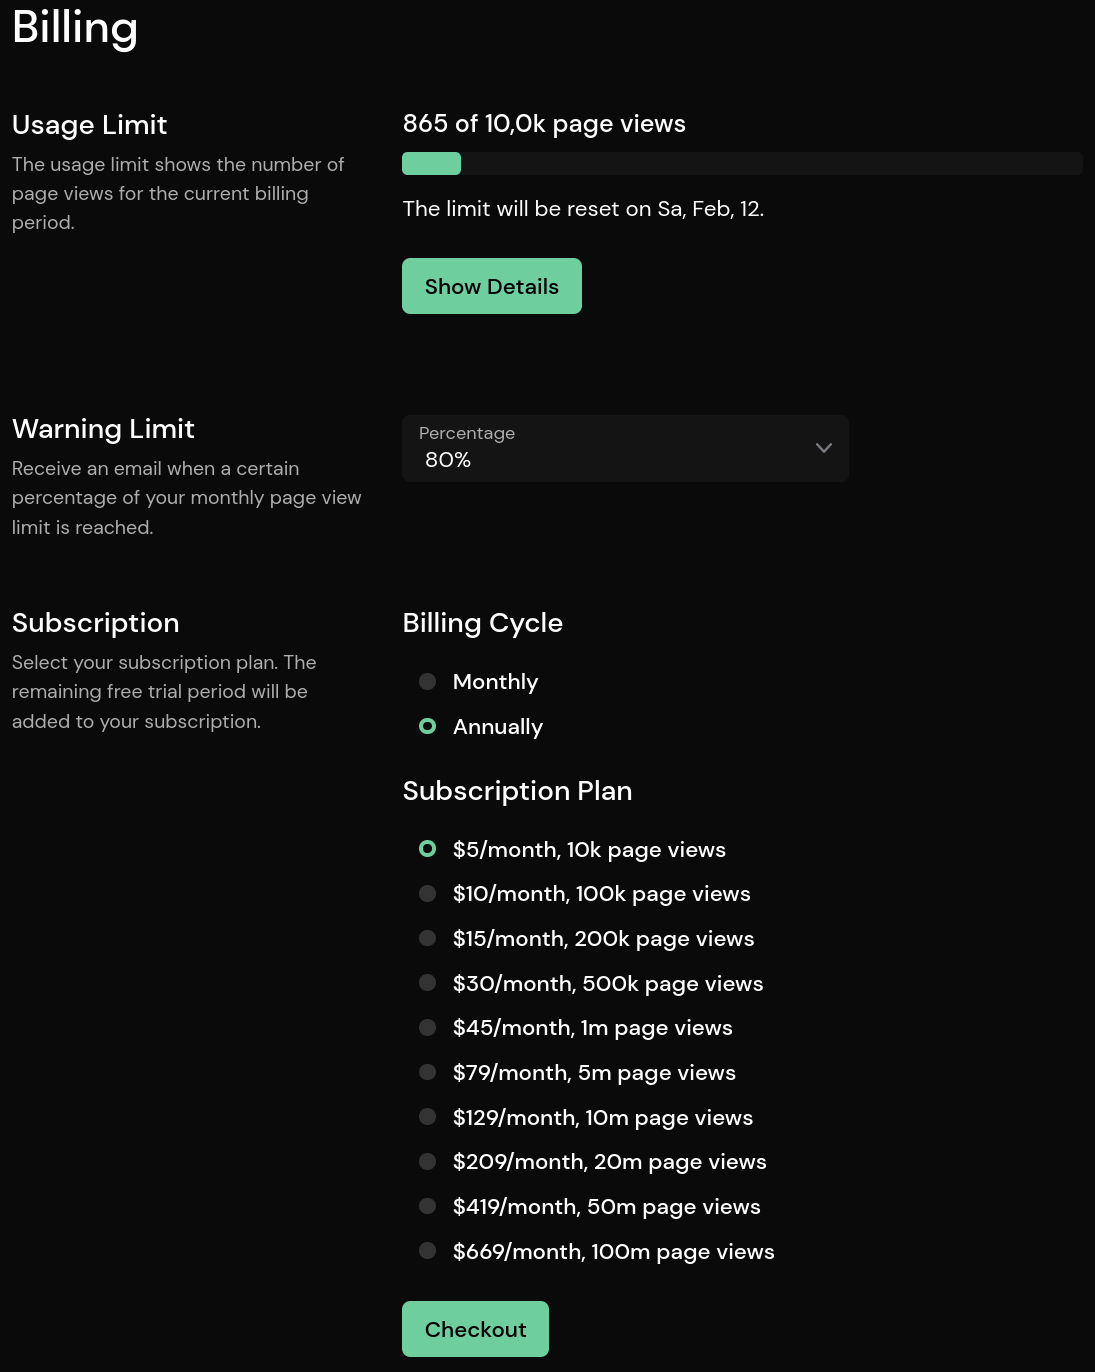 Billing
Usage Limit
The usage limit shows the number of
page views for the current billing
period.
865 of 10,0k page views
The limit will be reset on Sa, Feb, 12.
Show Details
Warning Limit
Receive an email when a certain
percentage of your monthly page view
limit is reached.
Percentage
80%
Subscription
Select your subscription plan. The
remaining free trial period will be
added to your subscription.
Billing Cycle
Monthly
Annually
Subscription Plan
$5/month, 10k page views
$10/month, 100k page views
$15/month, 200k page views
$30/month, 500k page views
$45/month, 1m page views
$79/month, 5m page views
$129/month, 10m page views
$209/month, 20m page views
$419/month, 50m page views
$669/month, 100m page views
Checkout